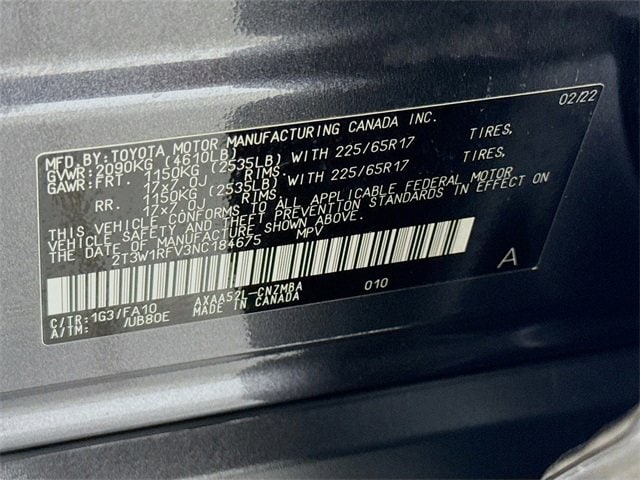 02/22
MFD.BY:TOYOTA MOTOR MANUFACTURING CANADA INC.
GVWR:2090KG (4610LB)
GAWR:FRT. 1150KG (2535LB) WITH 225/65R17 TIRES,
17x7.0J RIMS.
RR. 1150KG (2535LB) WITH 225/65R17 TIRES,
17x7.0J RIMS.
THIS VEHICLE CONFORMS TO ALL APPLICABLE FEDERAL MOTOR
VEHICLE SAFETY AND THEFT PREVENTION STANDARDS IN EFFECT ON
THE DATE OF MANUFACTURE SHOWN ABOVE.
2T3W1RFV3NC184675 MPV
A
C/TR:1G3/FA10 AXAA52L-CNZMBA 010
A/TM: /UB80E MADE IN CANADA